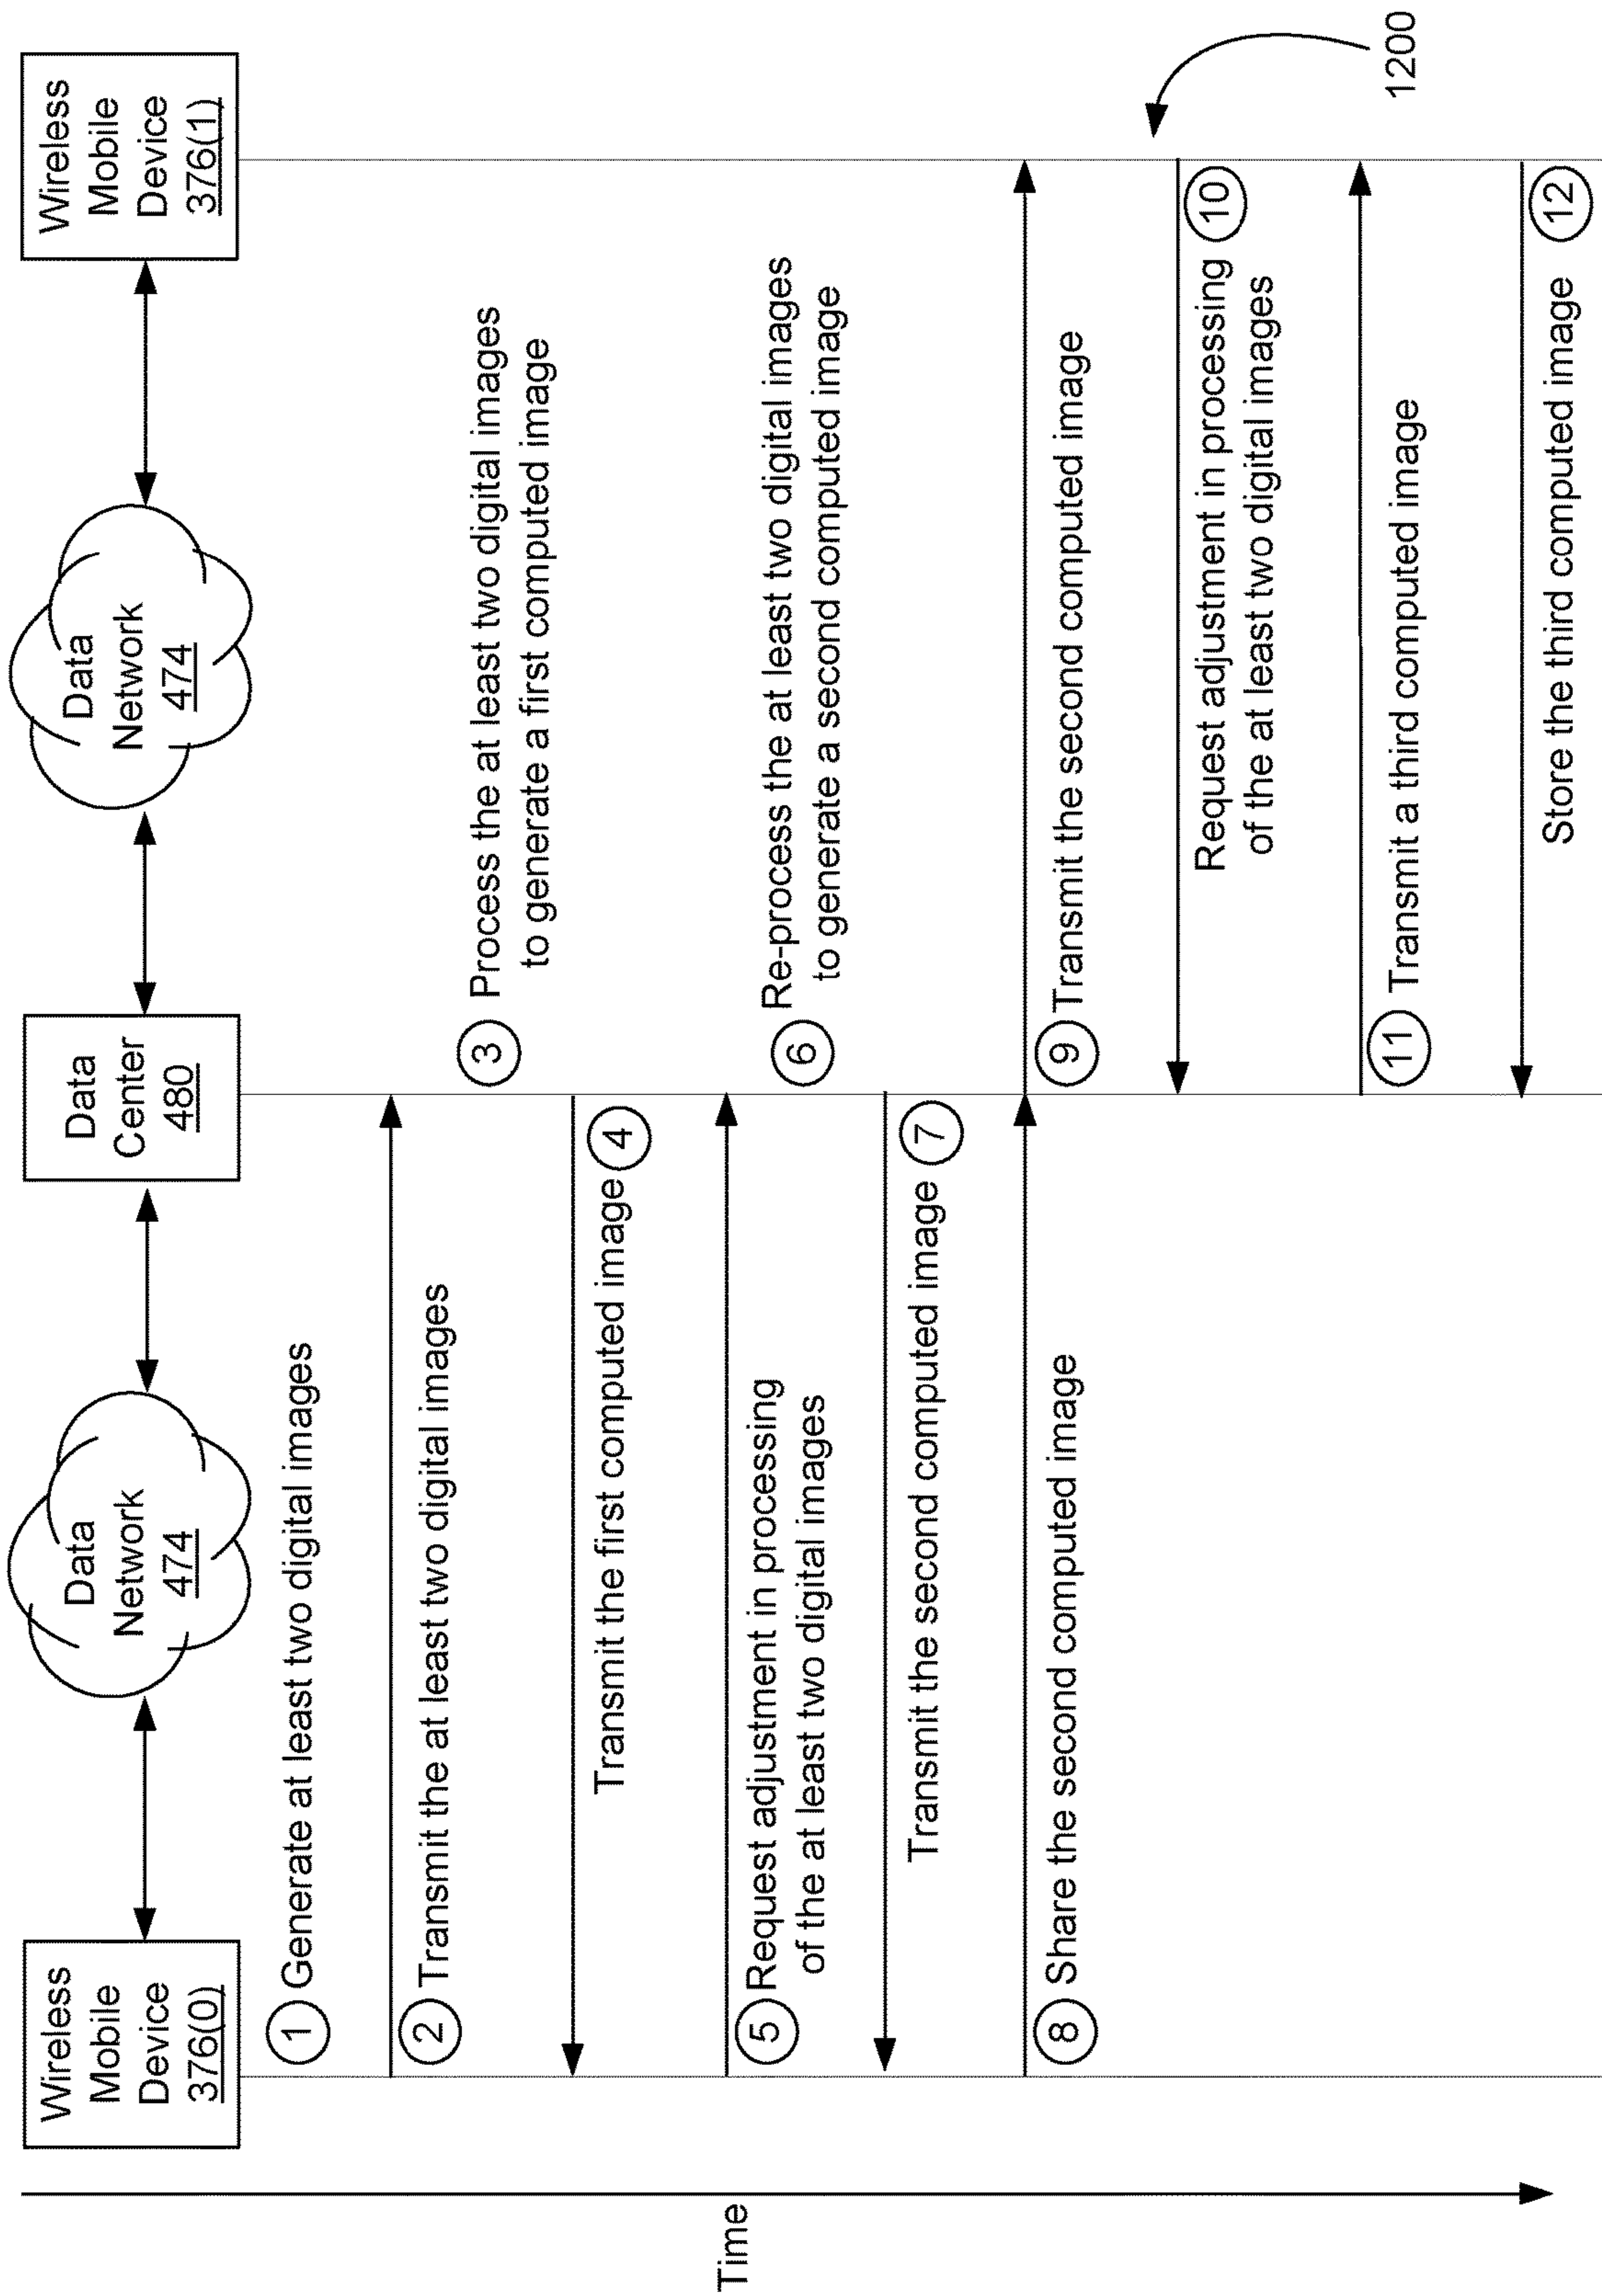 Wireless
Mobile
Device
376(0)
Data
Network
474
Data
Center
480
Data
Network
474
Wireless
Mobile
Device
376(1)
Time
1 Generate at least two digital images
2 Transmit the at least two digital images
3 Process the at least two digital images
to generate a first computed image
Transmit the first computed image 4
5 Request adjustment in processing
of the at least two digital images
6 Re-process the at least two digital images
to generate a second computed image
Transmit the second computed image 7
8 Share the second computed image
9 Transmit the second computed image
Request adjustment in processing 10
of the at least two digital images
11 Transmit a third computed image
Store the third computed image 12
1200